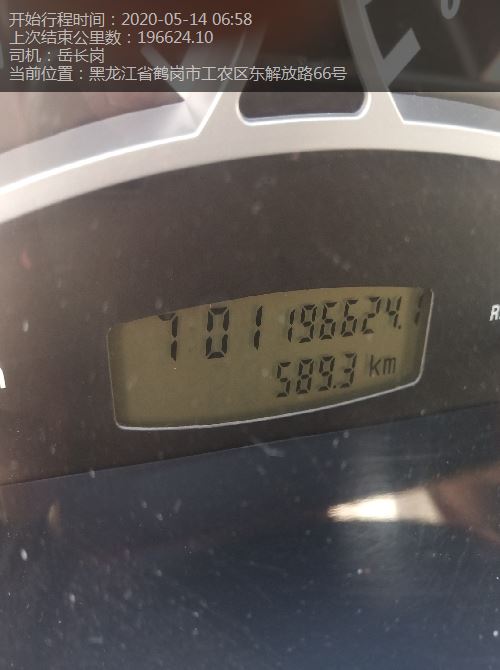 开始行程时间：2020-05-14 06:58
上次结束公里数：196624.10
司机：岳长岗
当前位置：黑龙江省鹤岗市工农区东解放路66号
7 01 196624.1
589.3 km